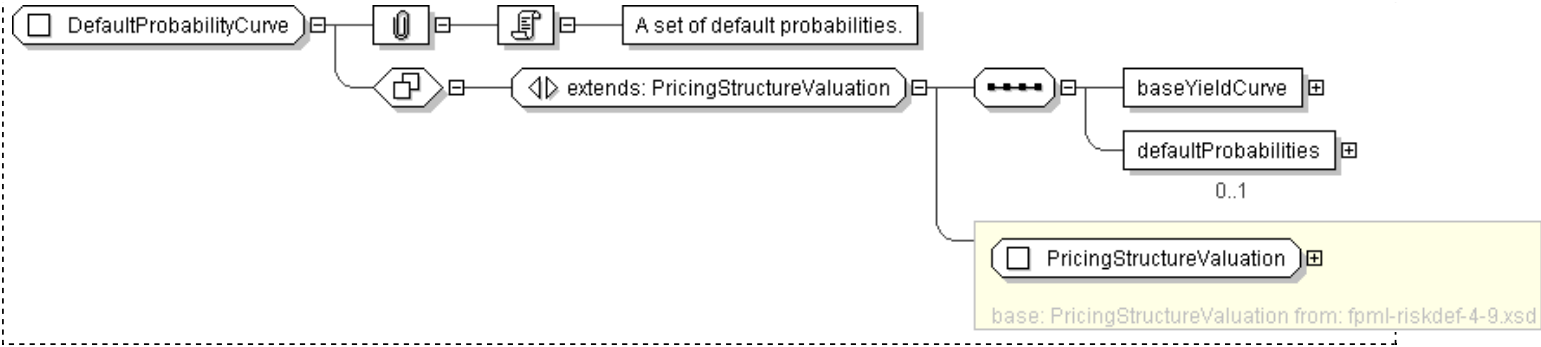 DefaultProbabilityCurve
A set of default probabilities.
extends: PricingStructureValuation
baseYieldCurve
defaultProbabilities
0..1
PricingStructureValuation
base: PricingStructureValuation from: fpml-riskdef-4-9.xsd